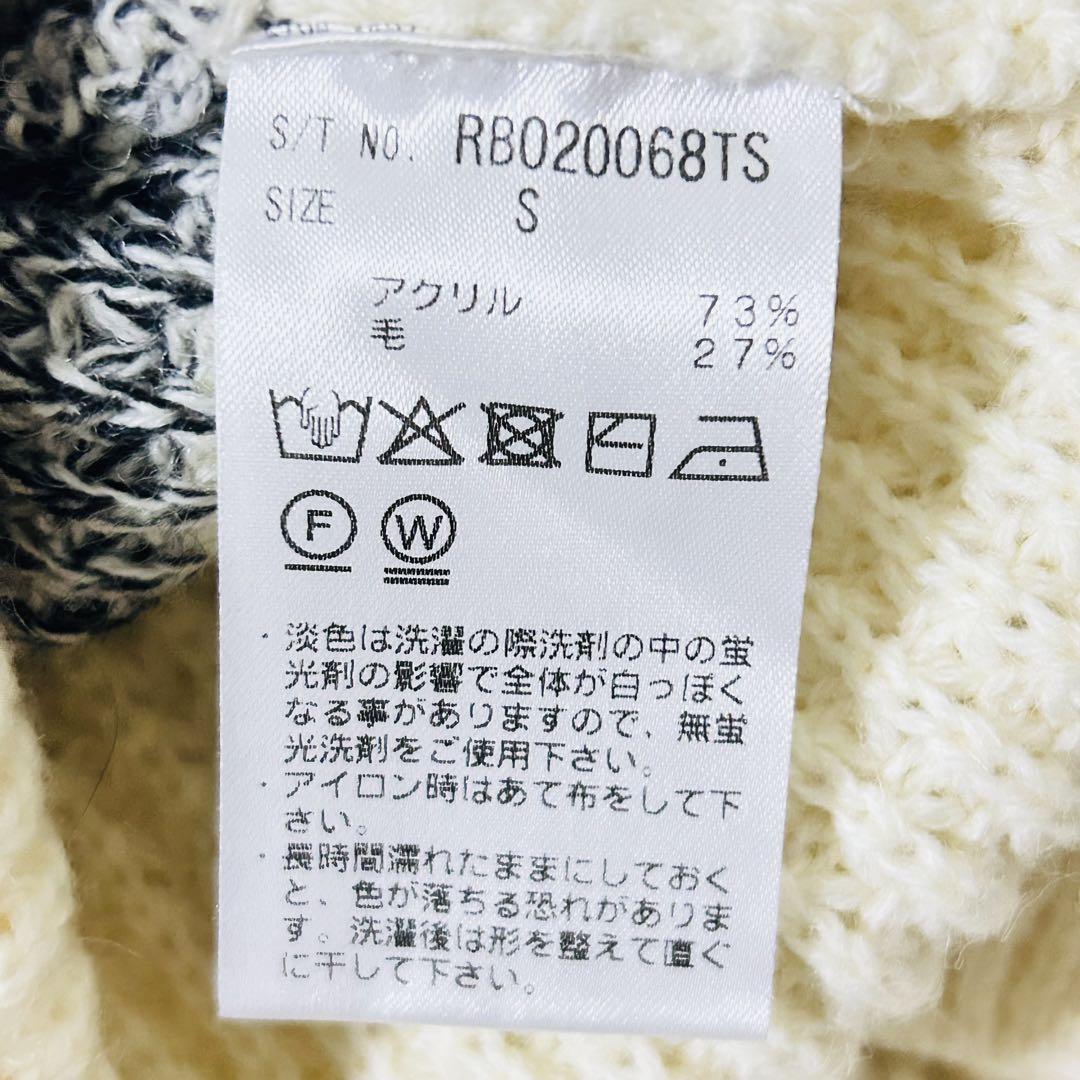 S/T NO. RB020068TS
SIZE S
アクリル 73%
毛 27%
F W
・淡色は洗濯の際洗剤の中の蛍
光剤の影響で全体が白っぽく
なる事がありますので、無蛍
光洗剤をご使用下さい。
・アイロン時はあて布をして下
さい。
・長時間濡れたままにしておく
と、色が落ちる恐れがありま
す。洗濯後は形を整えて直ぐ
に干して下さい。